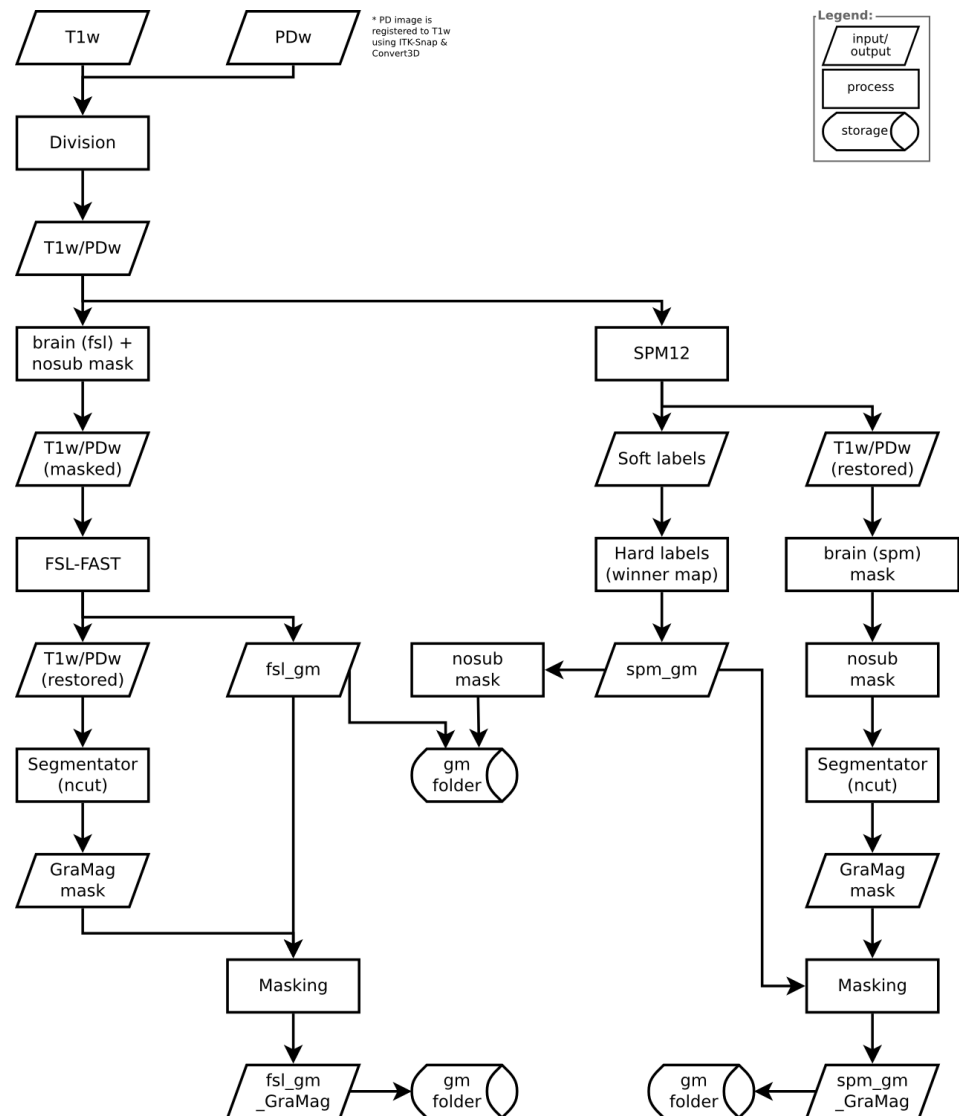 T1w
PDw
* PD image is
registered to T1w
using ITK-Snap &
Convert3D
Legend:
input/
output
process
storage
Division
T1w/PDw
brain (fsl) +
nosub mask
SPM12
T1w/PDw
(masked)
Soft labels
T1w/PDw
(restored)
FSL-FAST
Hard labels
(winner map)
brain (spm)
mask
T1w/PDw
(restored)
fsl_gm
nosub
mask
spm_gm
nosub
mask
Segmentator
(ncut)
gm
folder
Segmentator
(ncut)
GraMag
mask
GraMag
mask
Masking
Masking
fsl_gm
_GraMag
gm
folder
gm
folder
spm_gm
_GraMag